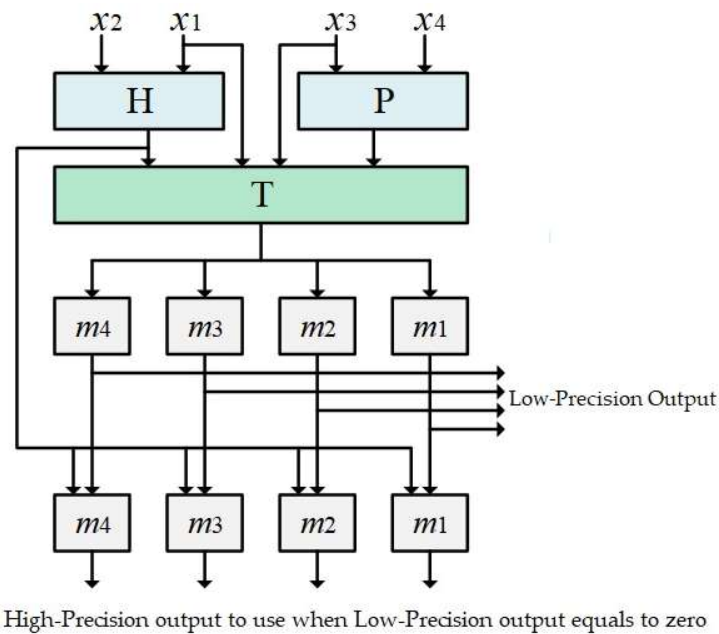 x2 x1 x3 x4
H P
T
m4 m3 m2 m1
Low-Precision Output
m4 m3 m2 m1
High-Precision output to use when Low-Precision output equals to zero